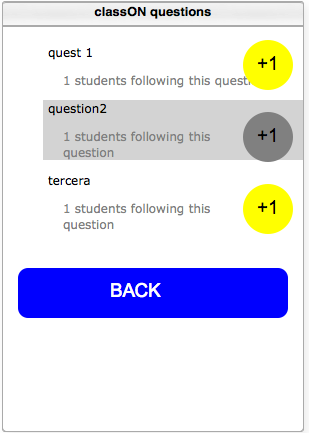 classON questions
quest 1
+1
1 students following this questi
question2
+1
1 students following this
question
tercera
+1
1 students following this
question
BACK